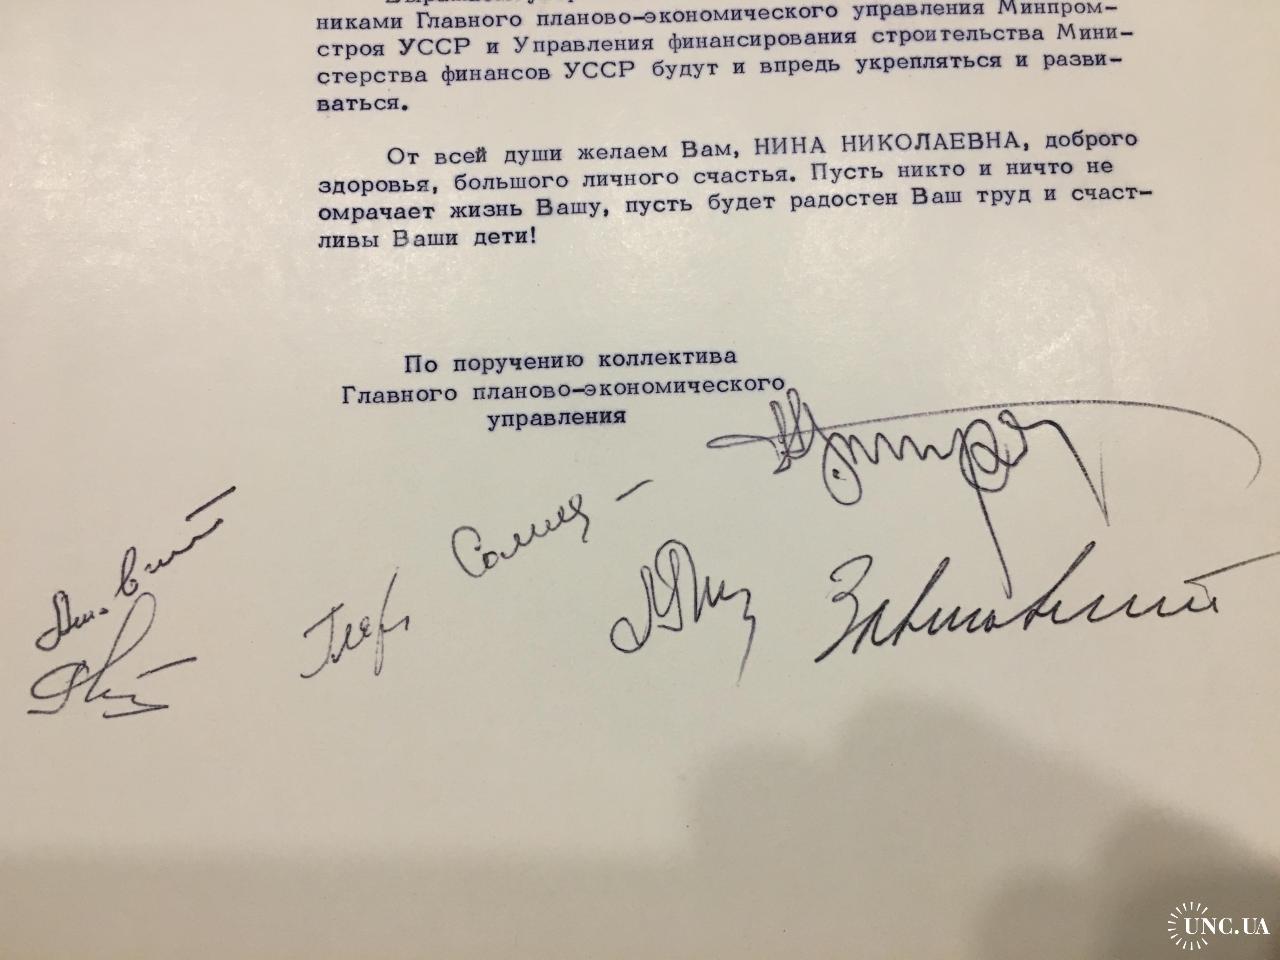 никами Главного планово-экономического управления Минпром-
строя УССР и Управления финансирования строительства Мини-
стерства финансов УССР будут и впредь укрепляться и разви-
ваться.
От всей души желаем Вам, НИНА НИКОЛАЕВНА, доброго
здоровья, большого личного счастья. Пусть никто и ничто не
омрачает жизнь Вашу, пусть будет радостен Ваш труд и счаст-
ливы Ваши дети!
По поручению коллектива
Главного планово-экономического
управления
UNC.UA